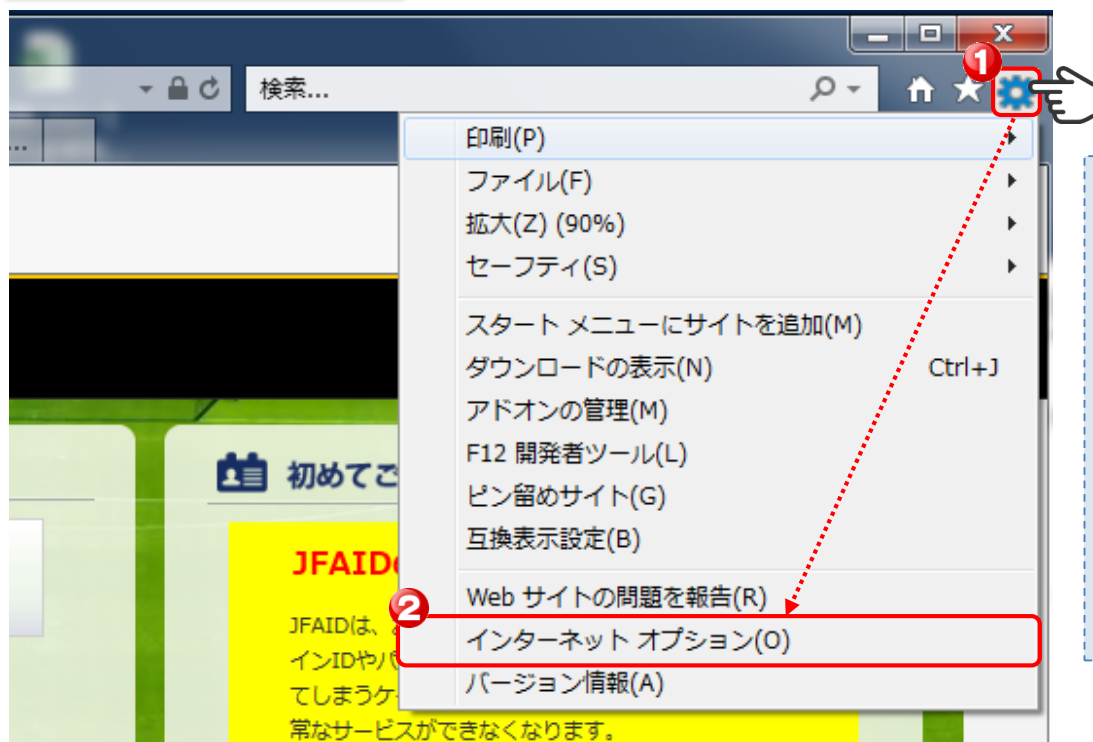 1
検索...
...
印刷(P)
ファイル(F)
拡大(Z) (90%)
セーフティ(S)
スタート メニューにサイトを追加(M)
ダウンロードの表示(N) Ctrl+J
アドオンの管理(M)
F12 開発者ツール(L)
ピン留めサイト(G)
互換表示設定(B)
Web サイトの問題を報告(R)
2
インターネット オプション(O)
バージョン情報(A)
初めてご
JFAID
JFAIDは、
インIDやパ
てしまうケ
常なサービスができなくなります。